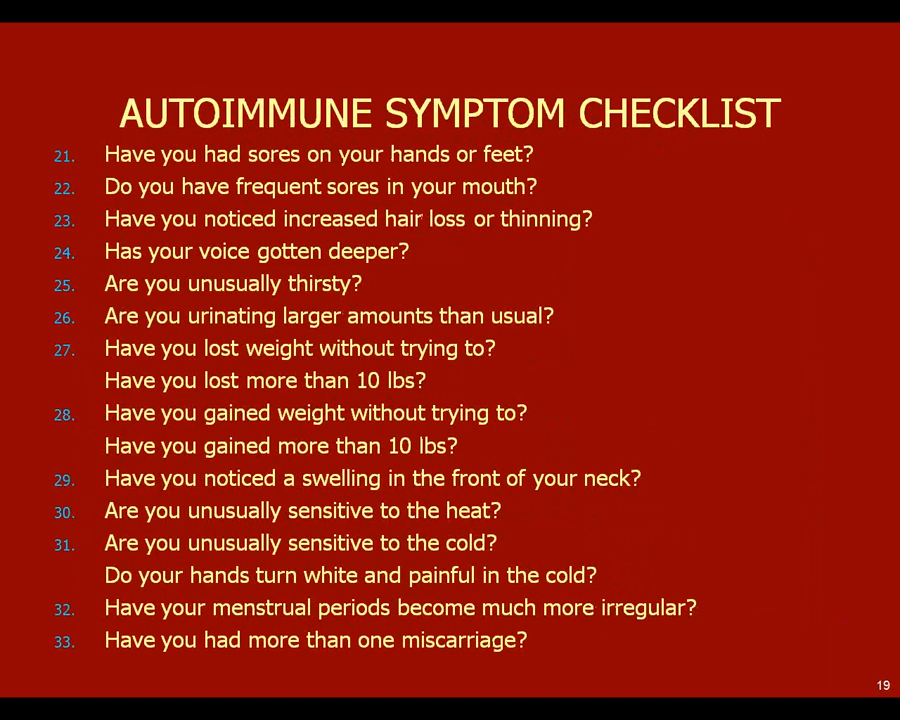 AUTOIMMUNE SYMPTOM CHECKLIST
21. Have you had sores on your hands or feet?
22. Do you have frequent sores in your mouth?
23. Have you noticed increased hair loss or thinning?
24. Has your voice gotten deeper?
25. Are you unusually thirsty?
26. Are you urinating larger amounts than usual?
27. Have you lost weight without trying to?
Have you lost more than 10 lbs?
28. Have you gained weight without trying to?
Have you gained more than 10 lbs?
29. Have you noticed a swelling in the front of your neck?
30. Are you unusually sensitive to the heat?
31. Are you unusually sensitive to the cold?
Do your hands turn white and painful in the cold?
32. Have your menstrual periods become much more irregular?
33. Have you had more than one miscarriage?
19